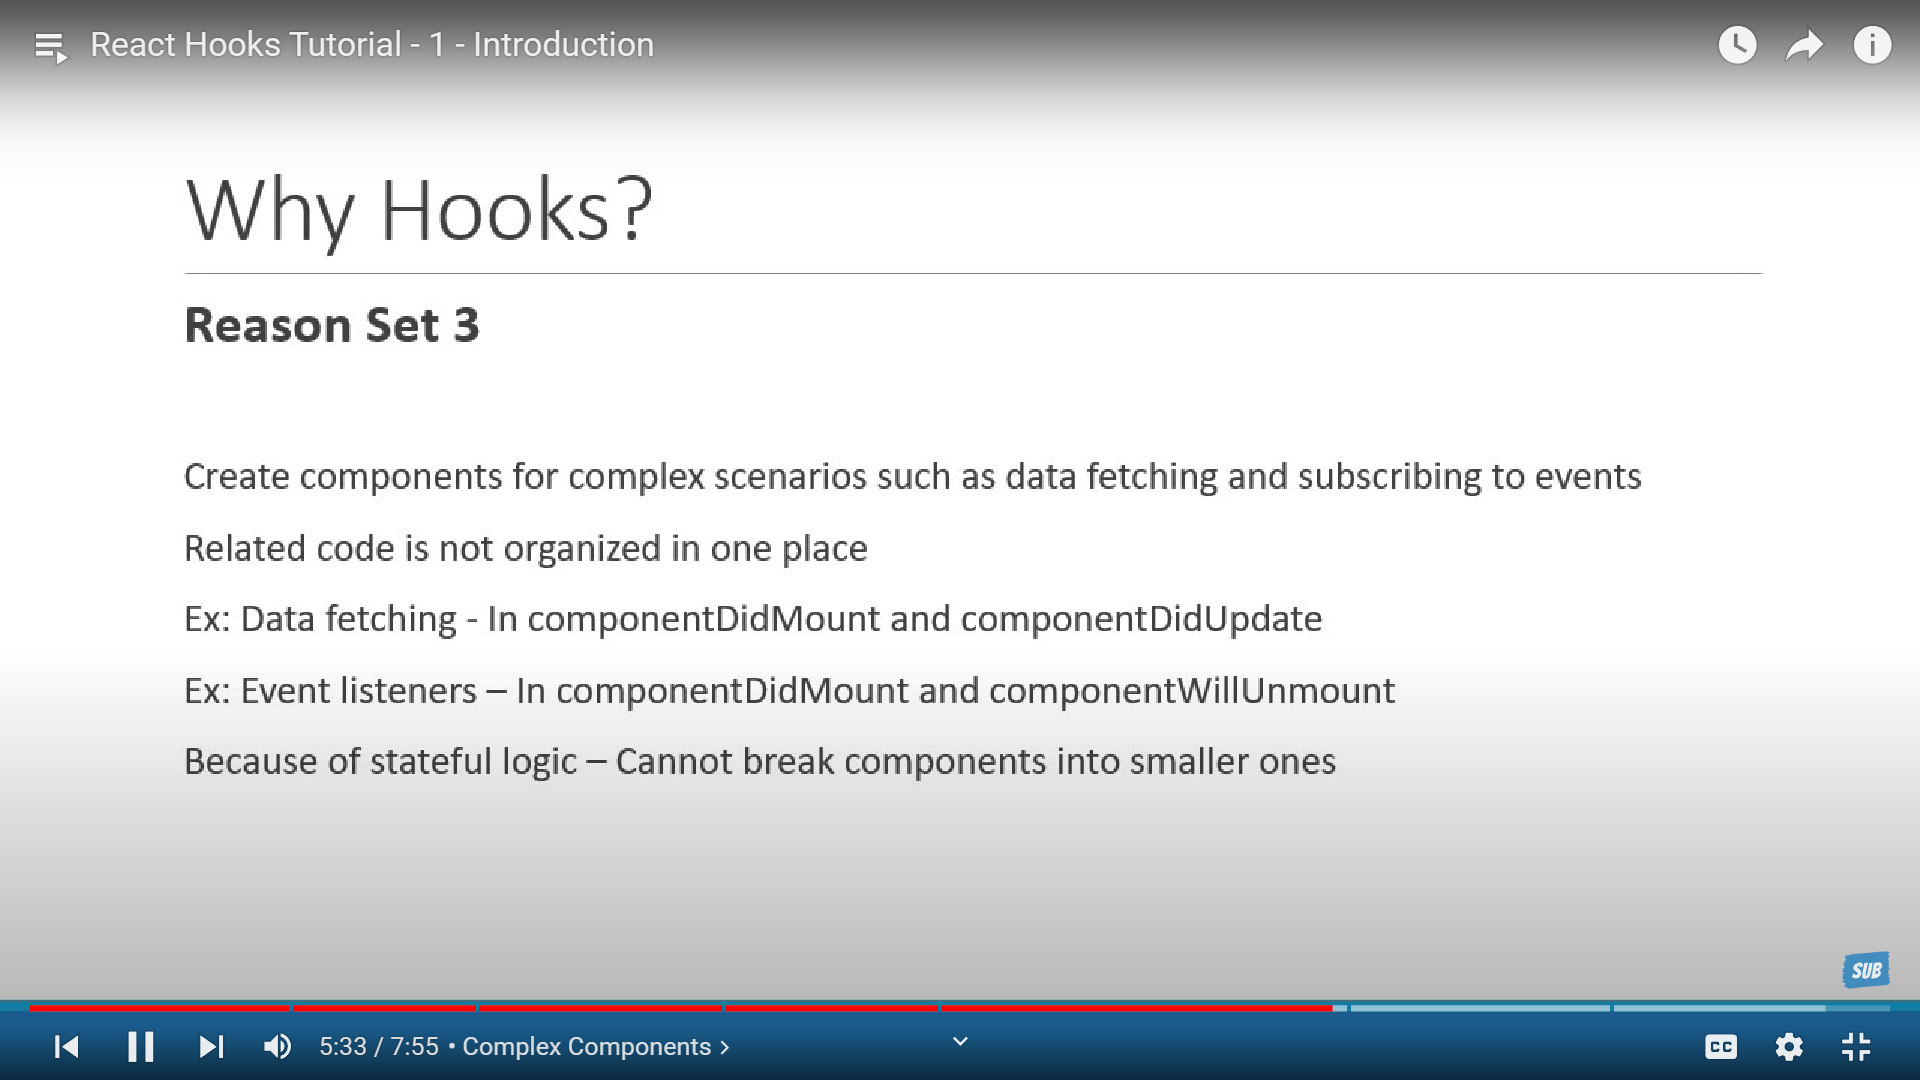 React Hooks Tutorial - 1 - Introduction
Why Hooks?
Reason Set 3
Create components for complex scenarios such as data fetching and subscribing to events
Related code is not organized in one place
Ex: Data fetching - In componentDidMount and componentDidUpdate
Ex: Event listeners – In componentDidMount and componentWillUnmount
Because of stateful logic – Cannot break components into smaller ones
SUB
5:33 / 7:55 • Complex Components >
CC